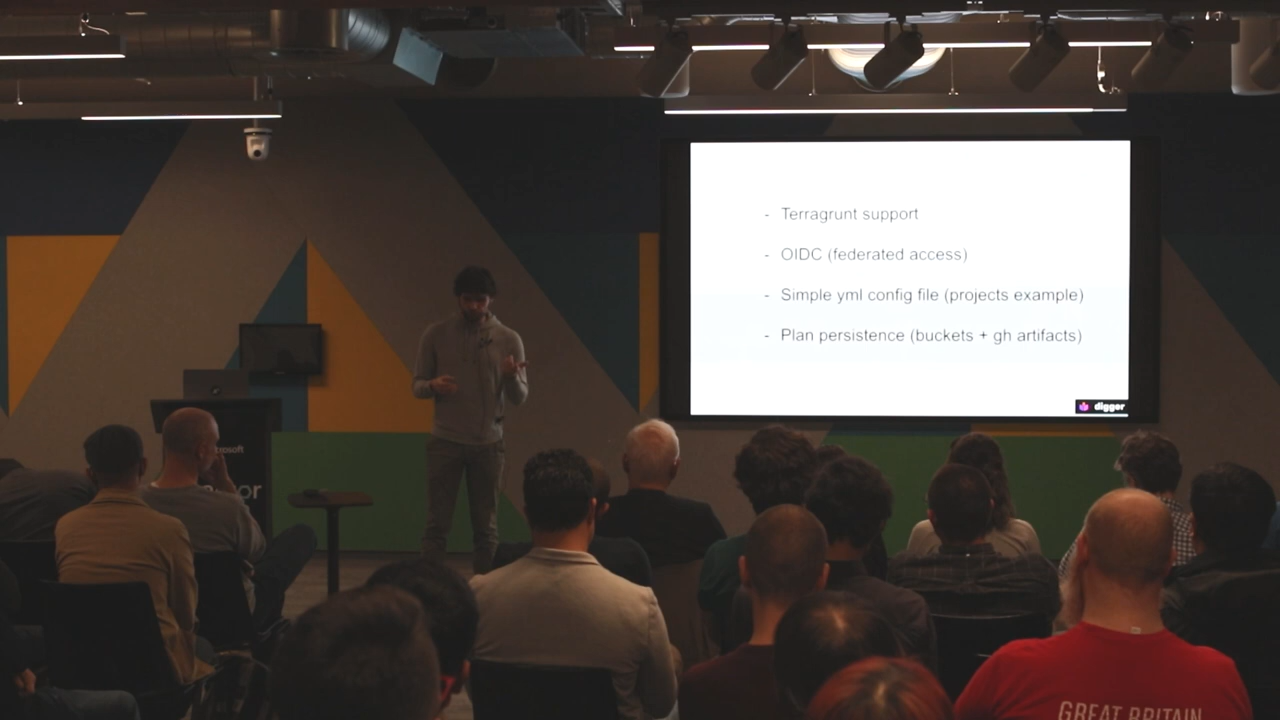 - Terragrunt support
- OIDC (federated access)
- Simple yml config file (projects example)
- Plan persistence (buckets + gh artifacts)
digger
GREAT BRITAIN